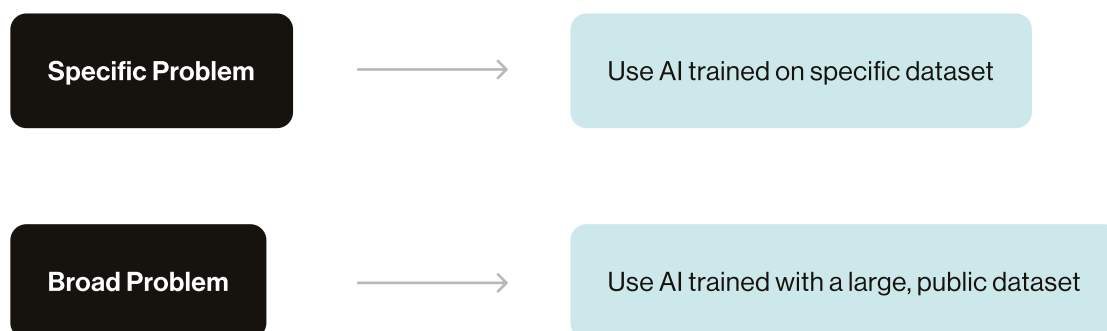 Specific Problem
Use AI trained on specific dataset
Broad Problem
Use AI trained with a large, public dataset